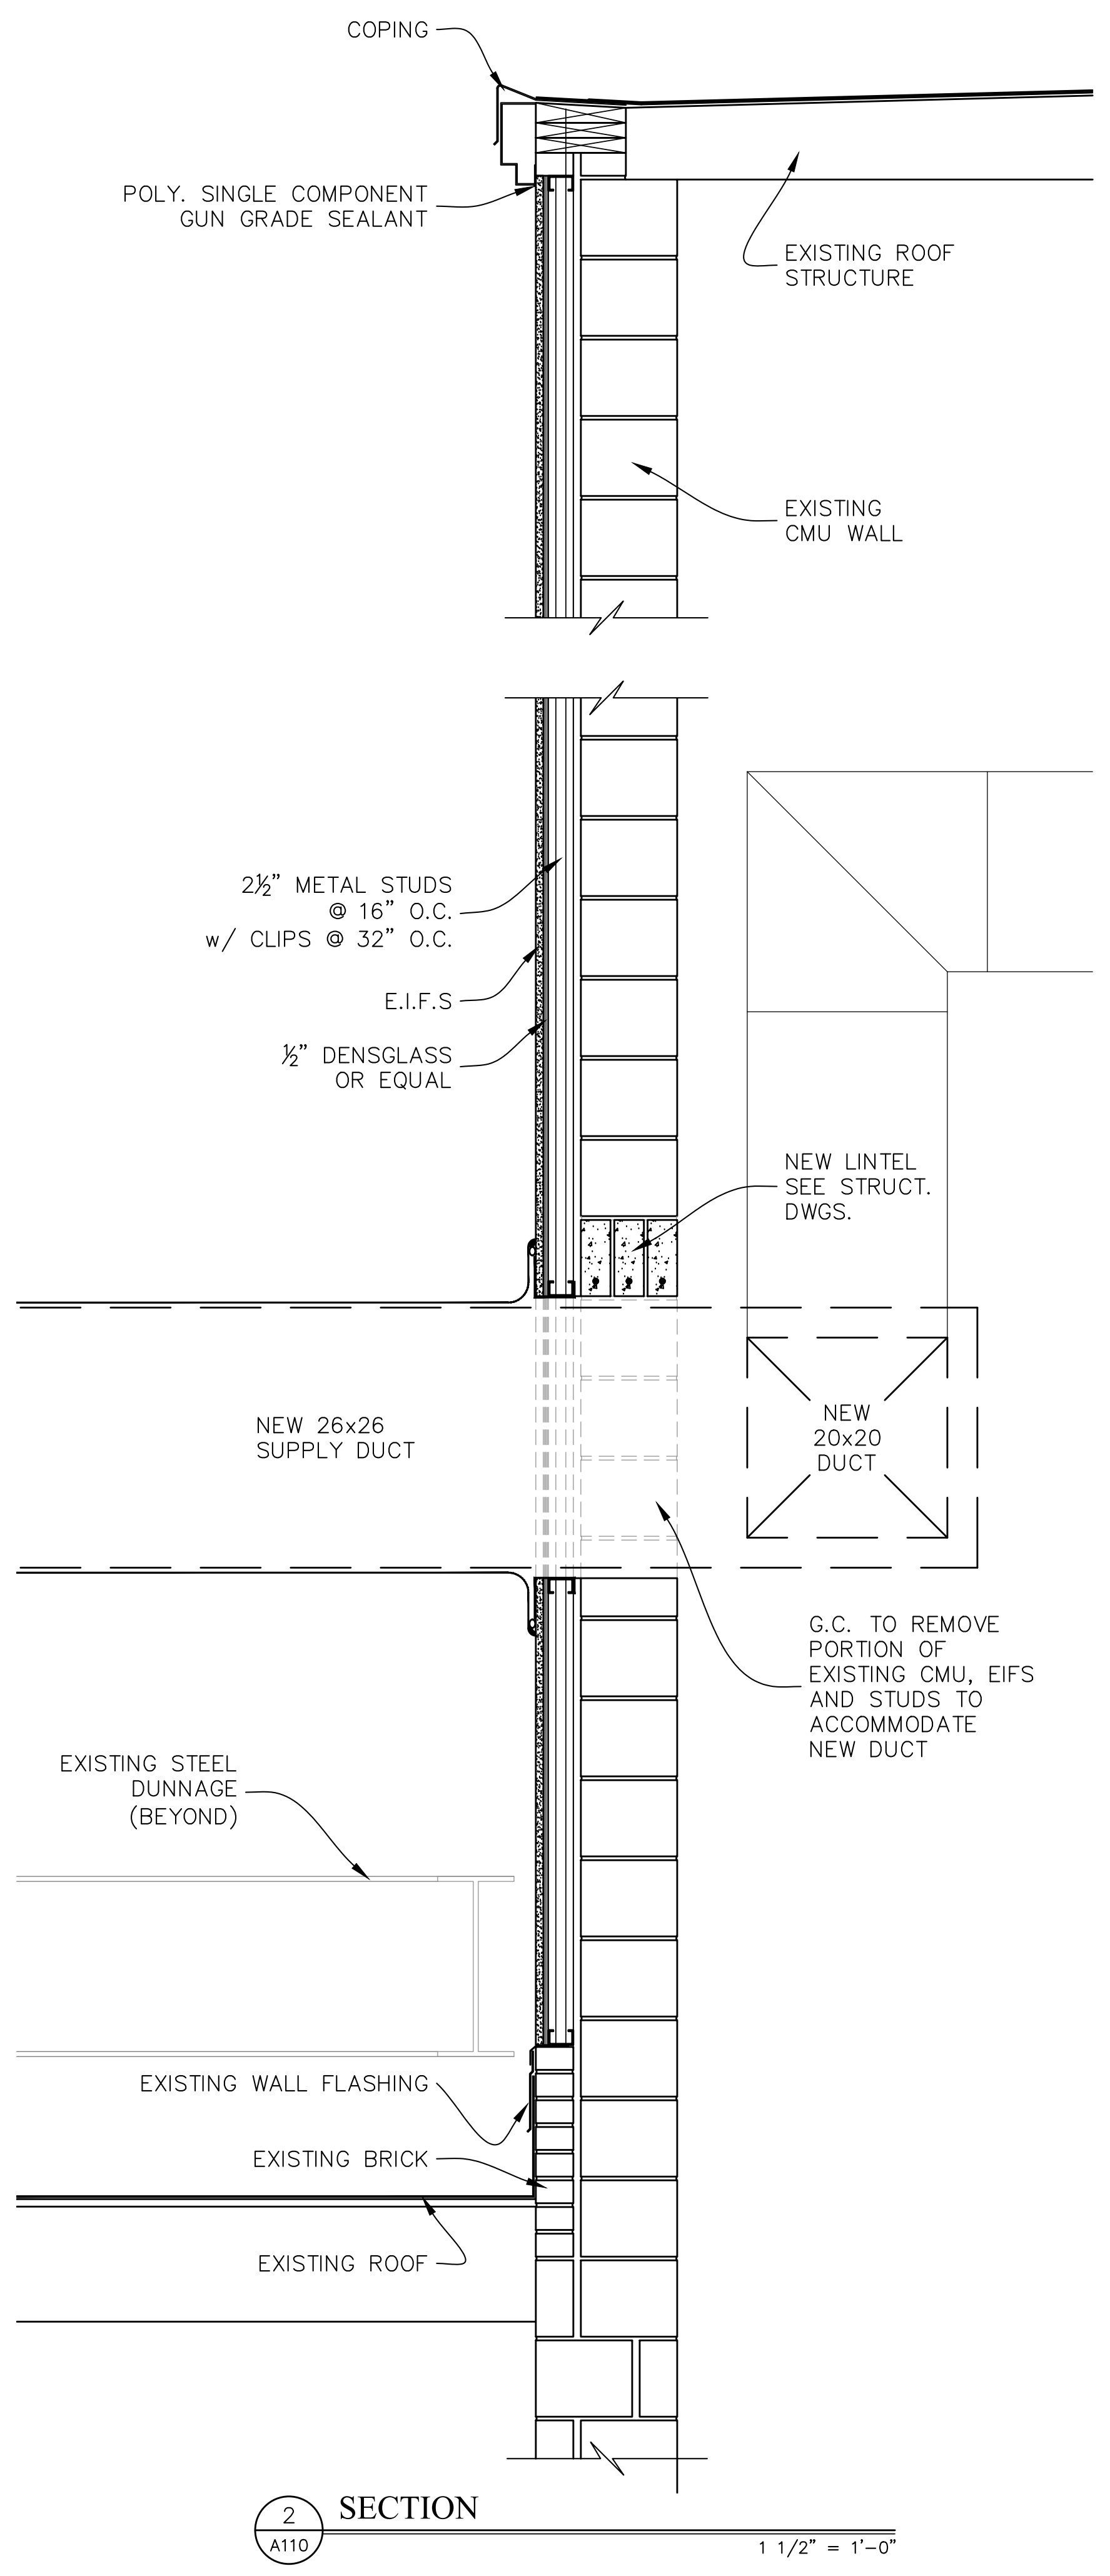 COPING
POLY. SINGLE COMPONENT
GUN GRADE SEALANT
EXISTING ROOF
STRUCTURE
EXISTING
CMU WALL
2½" METAL STUDS
@ 16" O.C.
w/ CLIPS @ 32" O.C.
E.I.F.S
½" DENSGLASS
OR EQUAL
NEW LINTEL
SEE STRUCT.
DWGS.
NEW 26x26
SUPPLY DUCT
NEW
20x20
DUCT
G.C. TO REMOVE
PORTION OF
EXISTING CMU, EIFS
AND STUDS TO
ACCOMMODATE
NEW DUCT
EXISTING STEEL
DUNNAGE
(BEYOND)
EXISTING WALL FLASHING
EXISTING BRICK
EXISTING ROOF
2
A110
SECTION
1 1/2" = 1'-0"